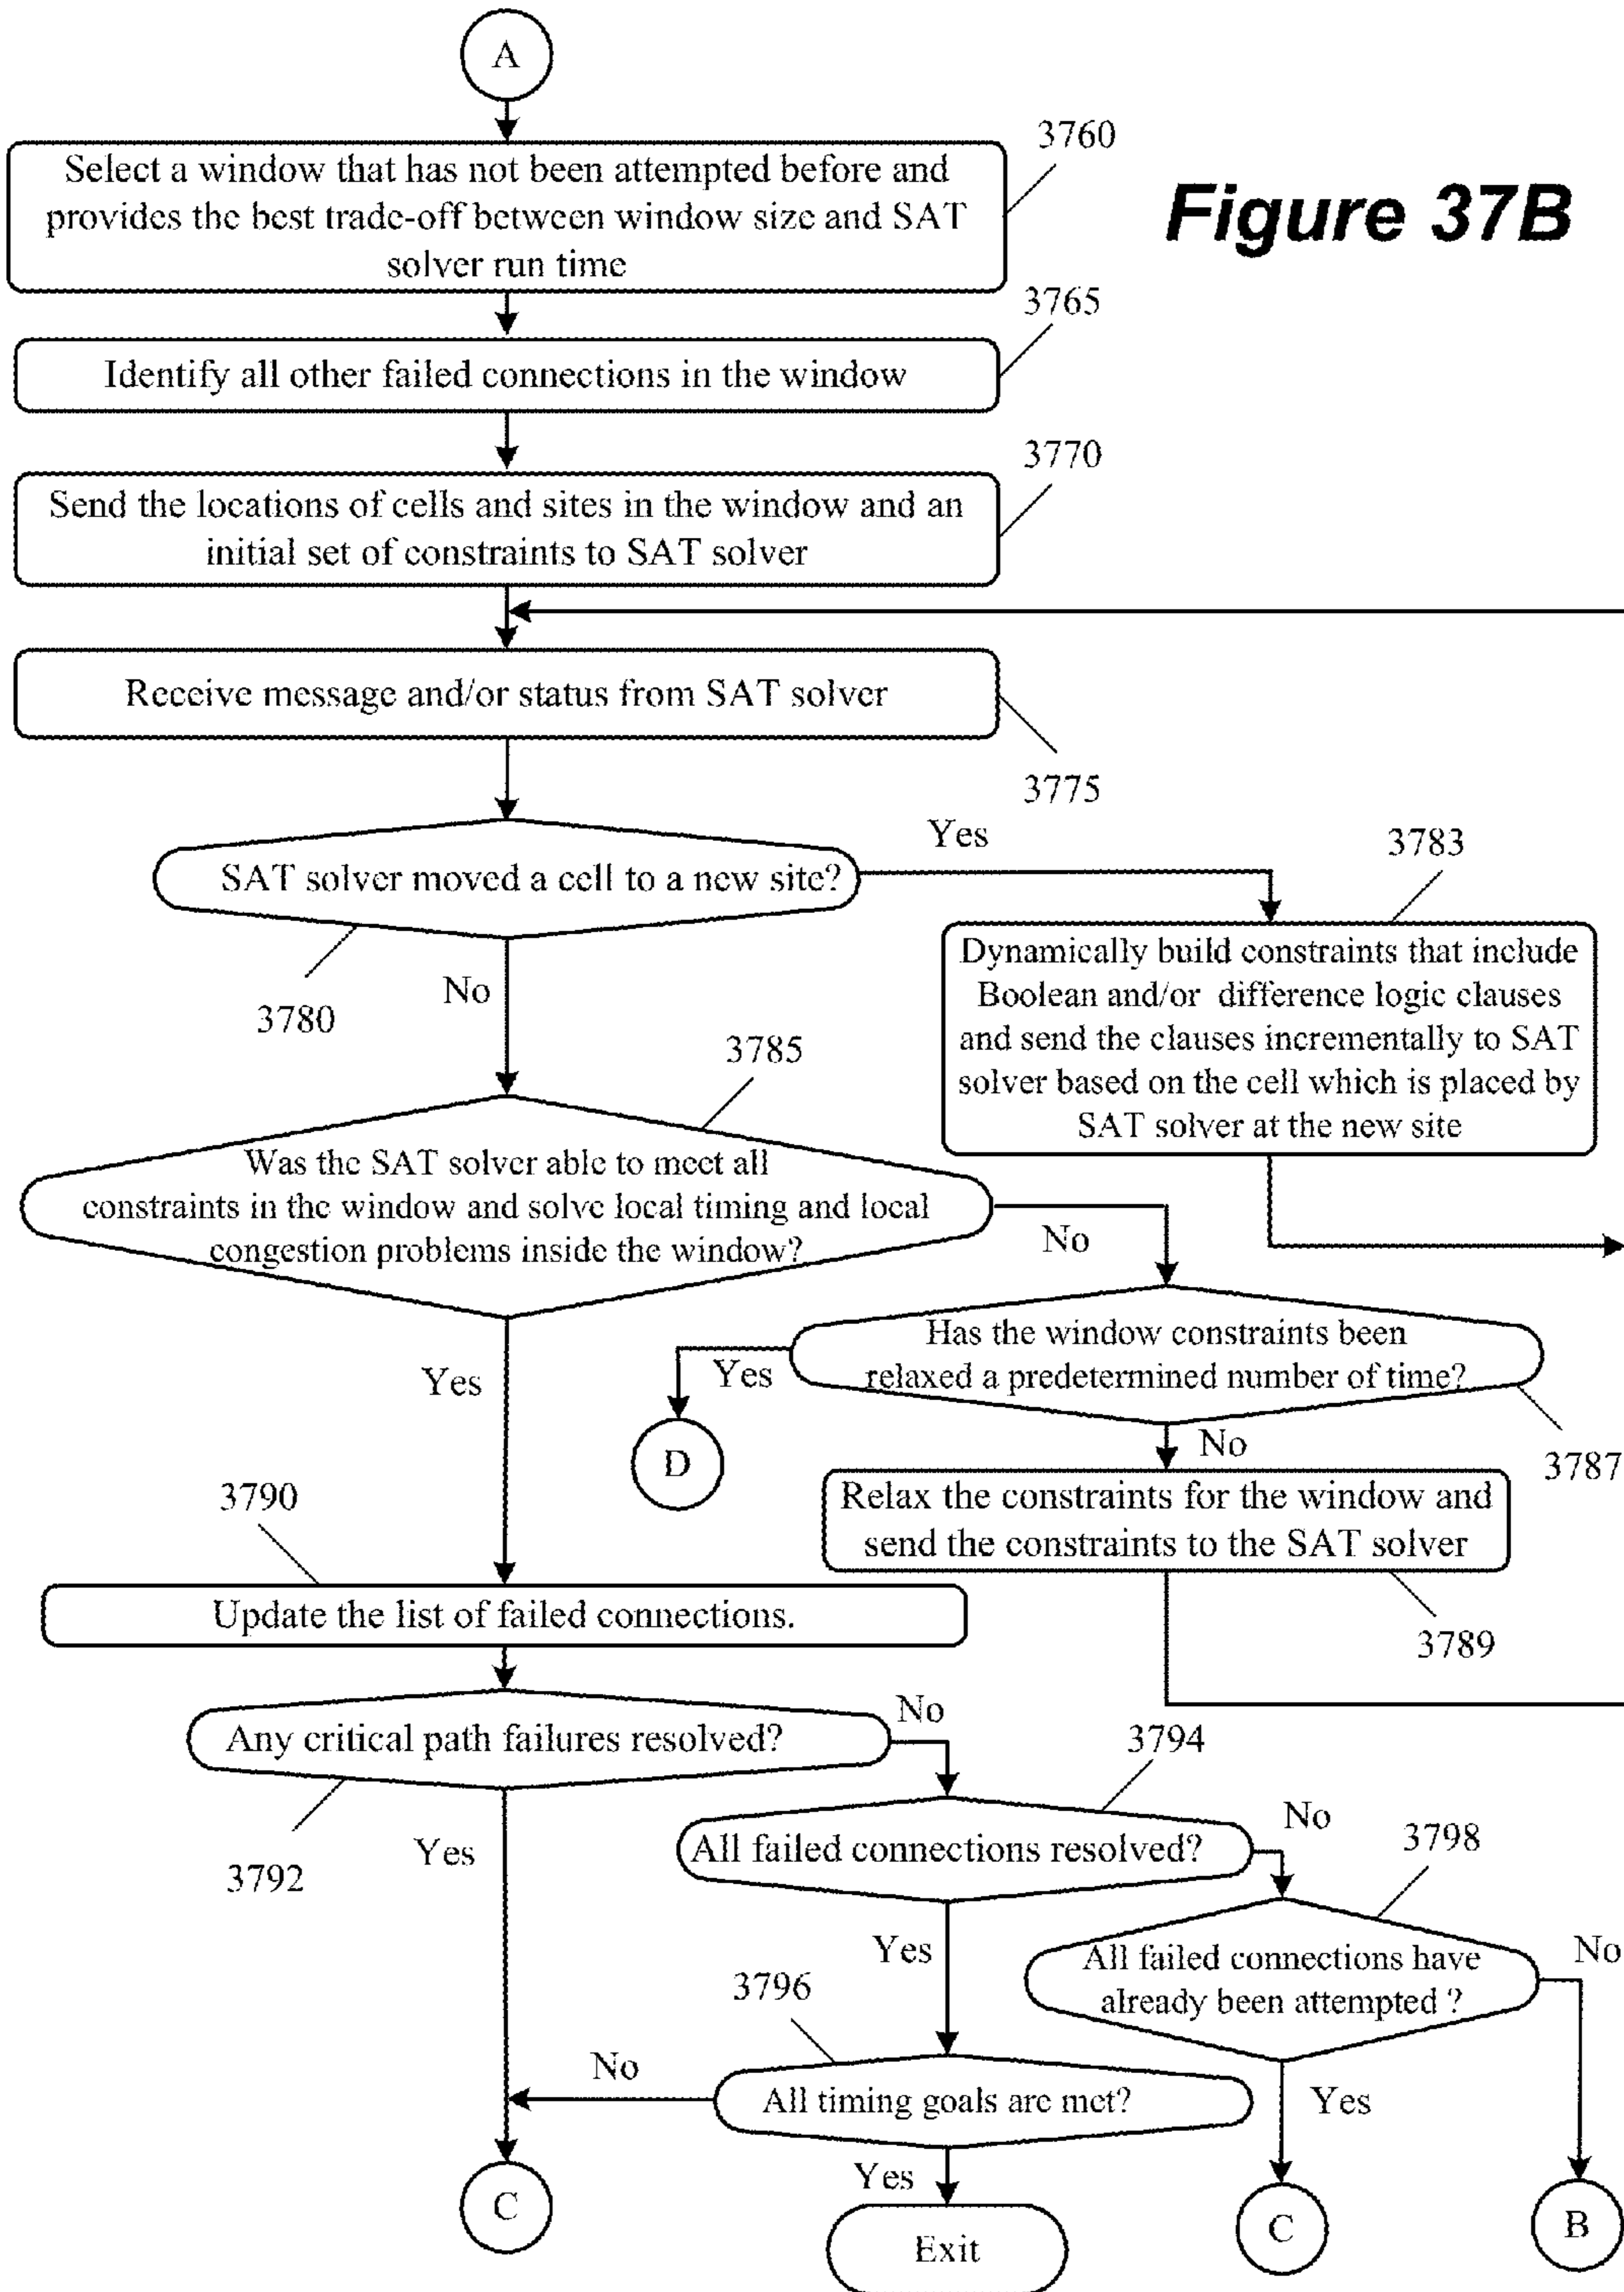 A
3760
Select a window that has not been attempted before and
provides the best trade-off between window size and SAT
solver run time
Figure 37B
3765
Identify all other failed connections in the window
3770
Send the locations of cells and sites in the window and an
initial set of constraints to SAT solver
Receive message and/or status from SAT solver
3775
Yes
3783
SAT solver moved a cell to a new site?
3780
No
Dynamically build constraints that include
Boolean and/or difference logic clauses
and send the clauses incrementally to SAT
solver based on the cell which is placed by
SAT solver at the new site
3785
Was the SAT solver able to meet all
constraints in the window and solve local timing and local
congestion problems inside the window?
No
Has the window constraints been
relaxed a predetermined number of time?
Yes
Yes
D
No
3787
Relax the constraints for the window and
send the constraints to the SAT solver
3789
3790
Update the list of failed connections.
Any critical path failures resolved?
No
3792
Yes
3794
All failed connections resolved?
No
3798
Yes
All failed connections have
already been attempted ?
No
3796
No
All timing goals are met?
Yes
Yes
C
Exit
C
B